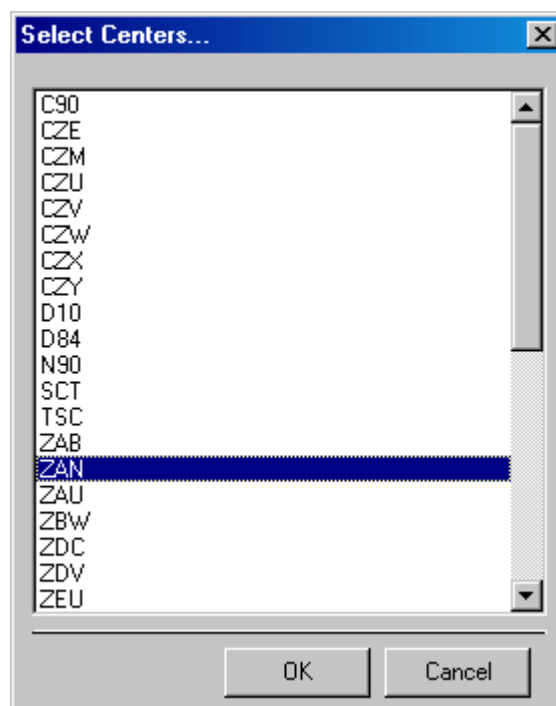 Select Centers...
C90
CZE
CZM
CZU
CZV
CZW
CZX
CZY
D10
D84
N90
SCT
TSC
ZAB
ZAN
ZAU
ZBW
ZDC
ZDV
ZEU
OK Cancel